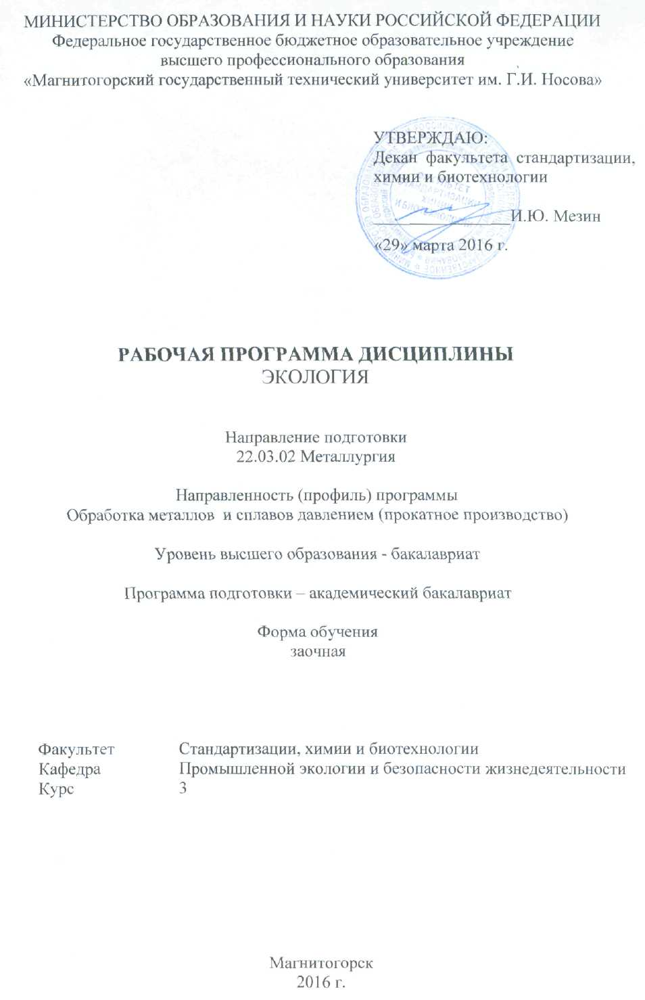 МИНИСТЕРСТВО ОБРАЗОВАНИЯ И НАУКИ РОССИЙСКОЙ ФЕДЕРАЦИИ
Федеральное государственное бюджетное образовательное учреждение
высшего профессионального образования
«Магнитогорский государственный технический университет им. Г.И. Носова»
УТВЕРЖДАЮ:
Декан факультета стандартизации,
химии и биотехнологии
И.Ю. Мезин
«29» марта 2016 г.
РАБОЧАЯ ПРОГРАММА ДИСЦИПЛИНЫ
ЭКОЛОГИЯ
Направление подготовки
22.03.02 Металлургия
Направленность (профиль) программы
Обработка металлов и сплавов давлением (прокатное производство)
Уровень высшего образования - бакалавриат
Программа подготовки – академический бакалавриат
Форма обучения
заочная
Факультет Стандартизации, химии и биотехнологии
Кафедра Промышленной экологии и безопасности жизнедеятельности
Курс 3
Магнитогорск
2016 г.